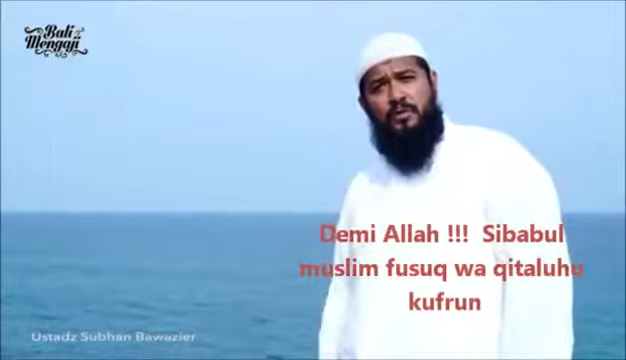 Bali
Mengaji
Demi Allah !!! Sibabul
muslim fusuq wa qitaluhu
kufrun
Ustadz Subhan Bawazier